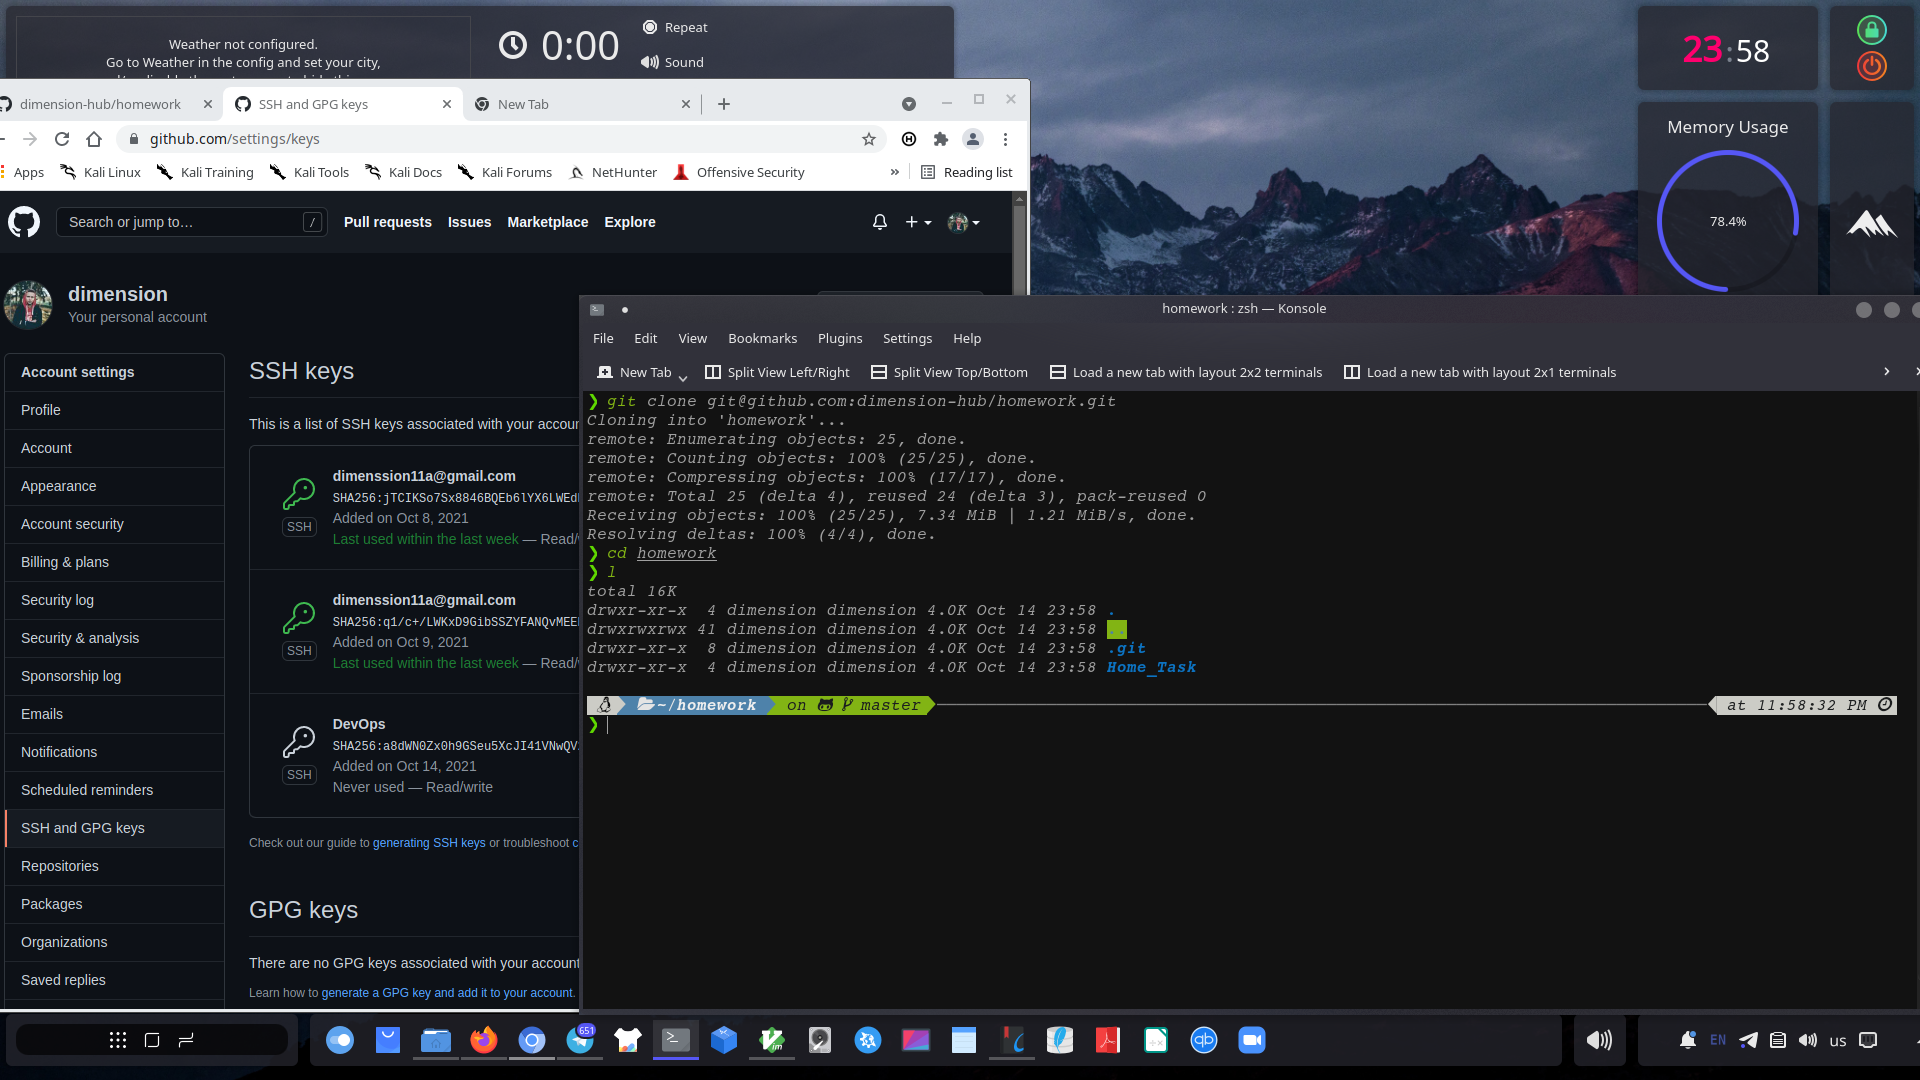 Weather not configured.
Go to Weather in the config and set your city,
0:00
Repeat
Sound
23:58
Memory Usage
78.4%
dimension-hub/homework
SSH and GPG keys
New Tab
github.com/settings/keys
Apps
Kali Linux
Kali Training
Kali Tools
Kali Docs
Kali Forums
NetHunter
Offensive Security
»
Reading list
Search or jump to…
/
Pull requests
Issues
Marketplace
Explore
dimension
Your personal account
Account settings
Profile
Account
Appearance
Account security
Billing & plans
Security log
Security & analysis
Sponsorship log
Emails
Notifications
Scheduled reminders
SSH and GPG keys
Repositories
Packages
Organizations
Saved replies
SSH keys
This is a list of SSH keys associated with your
dimenssion11a@gmail.com
SHA256:jTCIKSo7Sx8846BQEb6lYX6LWEd
SSH
Added on Oct 8, 2021
Last used within the last week — Read/
dimenssion11a@gmail.com
SHA256:q1/c+/LWKxD9GibSSZYFANQvMEE
SSH
Added on Oct 9, 2021
Last used within the last week — Read/
DevOps
SHA256:a8dWN0Zx0h9GSeu5XcJI41VNwQV
SSH
Added on Oct 14, 2021
Never used — Read/write
Check out our guide to generating SSH keys or troubleshoot
GPG keys
There are no GPG keys associated with your account
Learn how to generate a GPG key and add it to your account.
homework : zsh — Konsole
File Edit View Bookmarks Plugins Settings Help
New Tab
Split View Left/Right
Split View Top/Bottom
Load a new tab with layout 2x2 terminals
Load a new tab with layout 2x1 terminals
❯ git clone git@github.com:dimension-hub/homework.git
Cloning into 'homework'...
remote: Enumerating objects: 25, done.
remote: Counting objects: 100% (25/25), done.
remote: Compressing objects: 100% (17/17), done.
remote: Total 25 (delta 4), reused 24 (delta 3), pack-reused 0
Receiving objects: 100% (25/25), 7.34 MiB | 1.21 MiB/s, done.
Resolving deltas: 100% (4/4), done.
❯ cd homework
❯ l
total 16K
drwxr-xr-x  4 dimension dimension 4.0K Oct 14 23:58 .
drwxrwxrwx 41 dimension dimension 4.0K Oct 14 23:58 ..
drwxr-xr-x  8 dimension dimension 4.0K Oct 14 23:58 .git
drwxr-xr-x  4 dimension dimension 4.0K Oct 14 23:58 Home_Task
~/homework on master at 11:58:32 PM
❯
651
EN
us